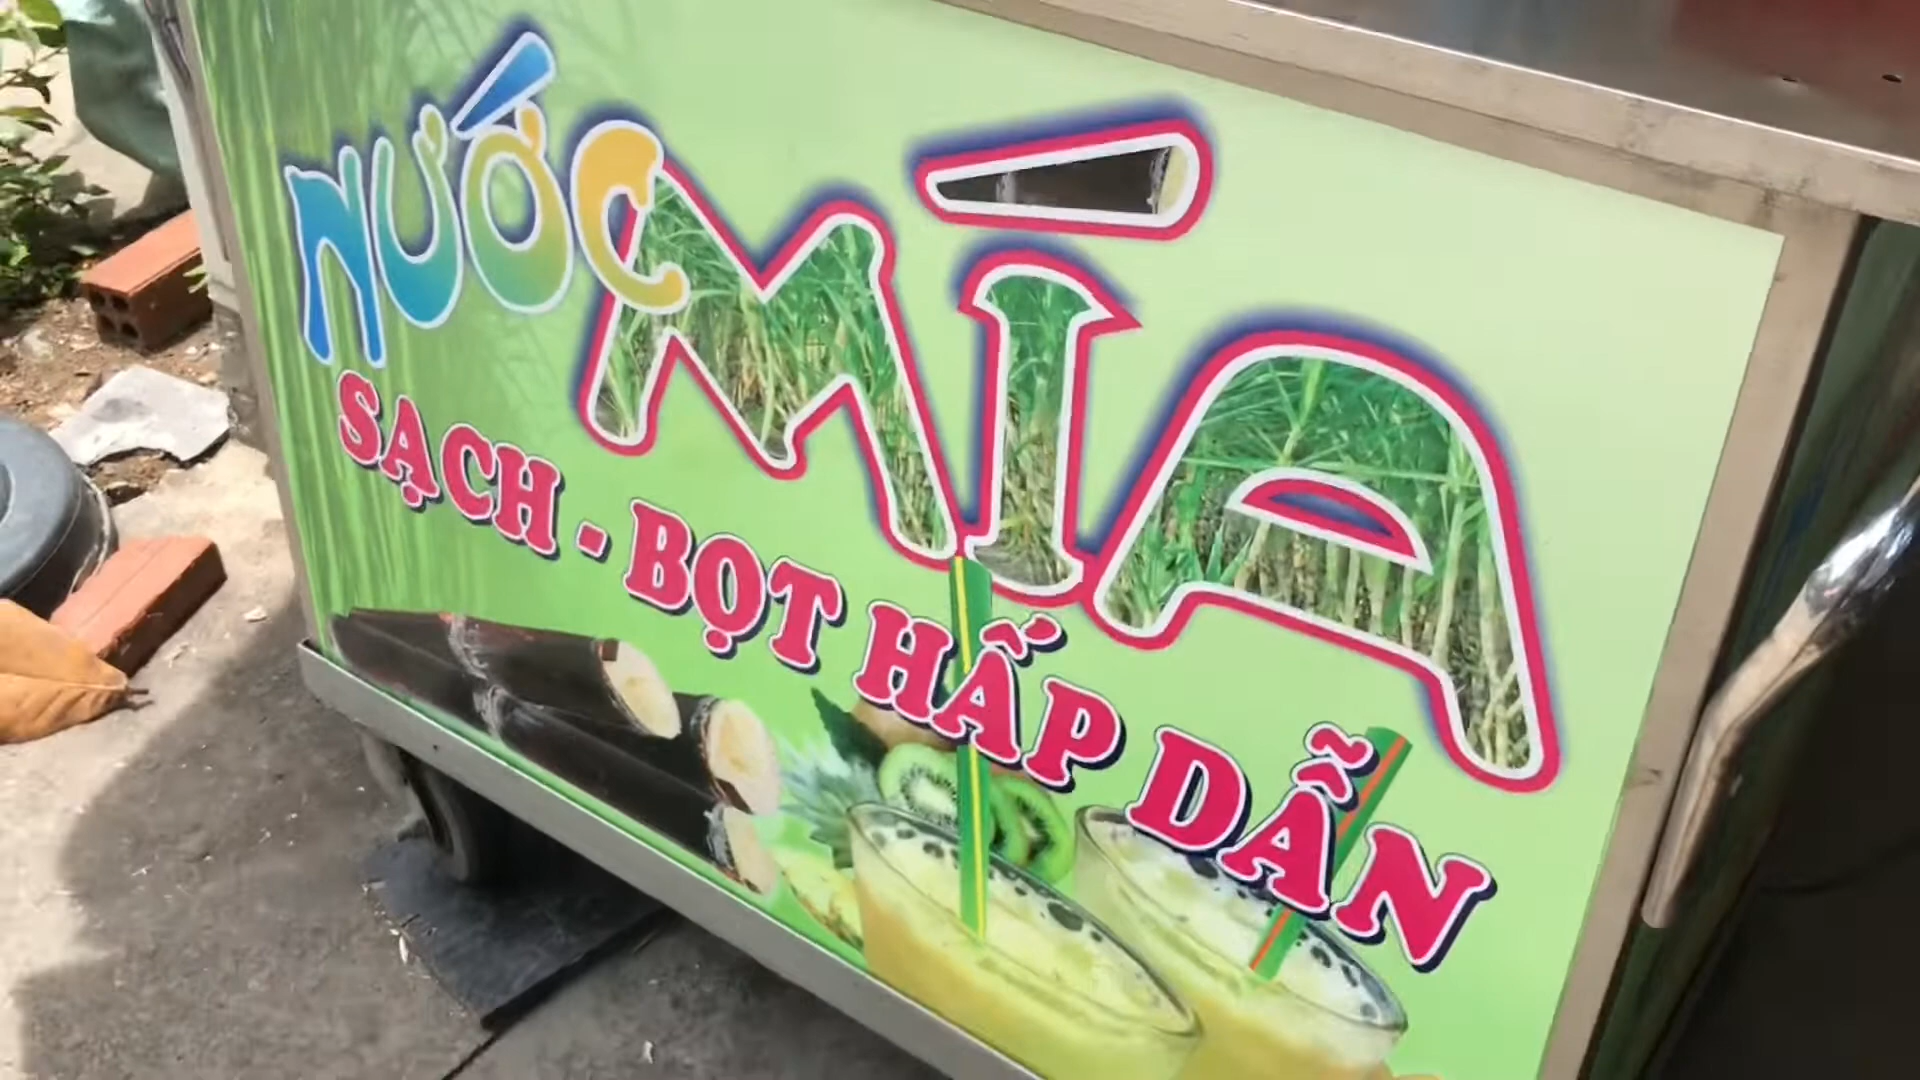 NƯỚC
MÍA
SẠCH - BỌT HẤP DẪN